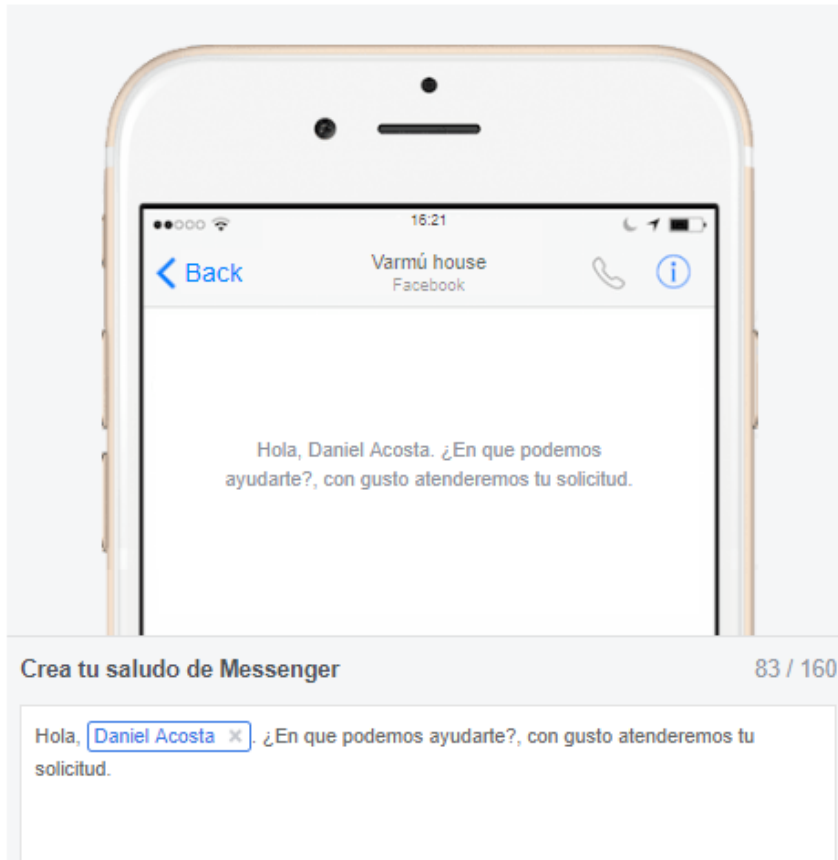 16:21
Back
Varmú house
Facebook
Hola, Daniel Acosta. ¿En que podemos
ayudarte?, con gusto atenderemos tu solicitud.
Crea tu saludo de Messenger 83 / 160
Hola, Daniel Acosta ×. ¿En que podemos ayudarte?, con gusto atenderemos tu
solicitud.